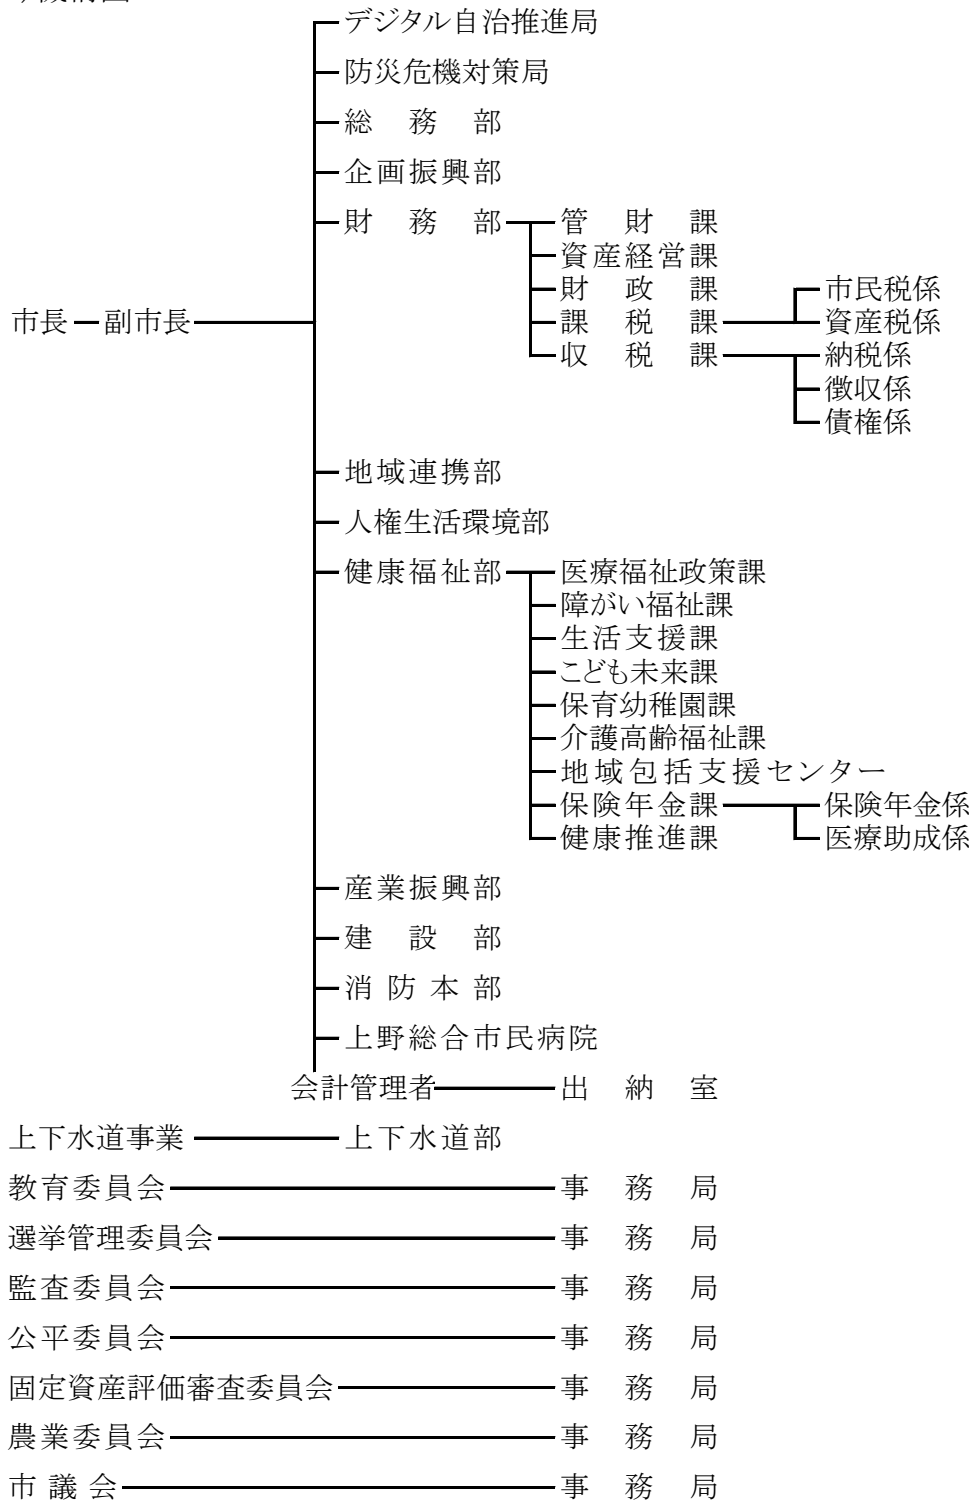 デジタル自治推進局
防災危機対策局
総務部
企画振興部
財務部 管財課
資産経営課
財政課 市民税係
市長 副市長 課税課 資産税係
収税課 納税係
徴収係
債権係
地域連携部
人権生活環境部
健康福祉部 医療福祉政策課
障がい福祉課
生活支援課
こども未来課
保育幼稚園課
介護高齢福祉課
地域包括支援センター
保険年金課 保険年金係
健康推進課 医療助成係
産業振興部
建設部
消防本部
上野総合市民病院
会計管理者 出納室
上下水道事業 上下水道部
教育委員会 事務局
選挙管理委員会 事務局
監査委員会 事務局
公平委員会 事務局
固定資産評価審査委員会 事務局
農業委員会 事務局
市議会 事務局